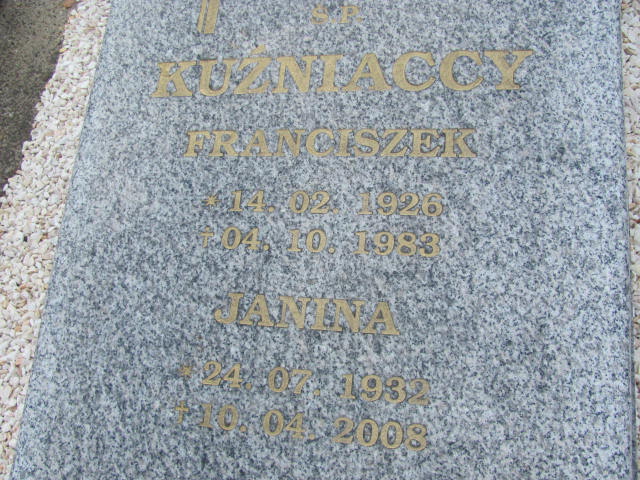 Ś.P.
KUŹNIACCY
FRANCISZEK
* 14. 02. 1926
† 04. 10. 1983
JANINA
* 24. 07. 1932
† 10. 04. 2008